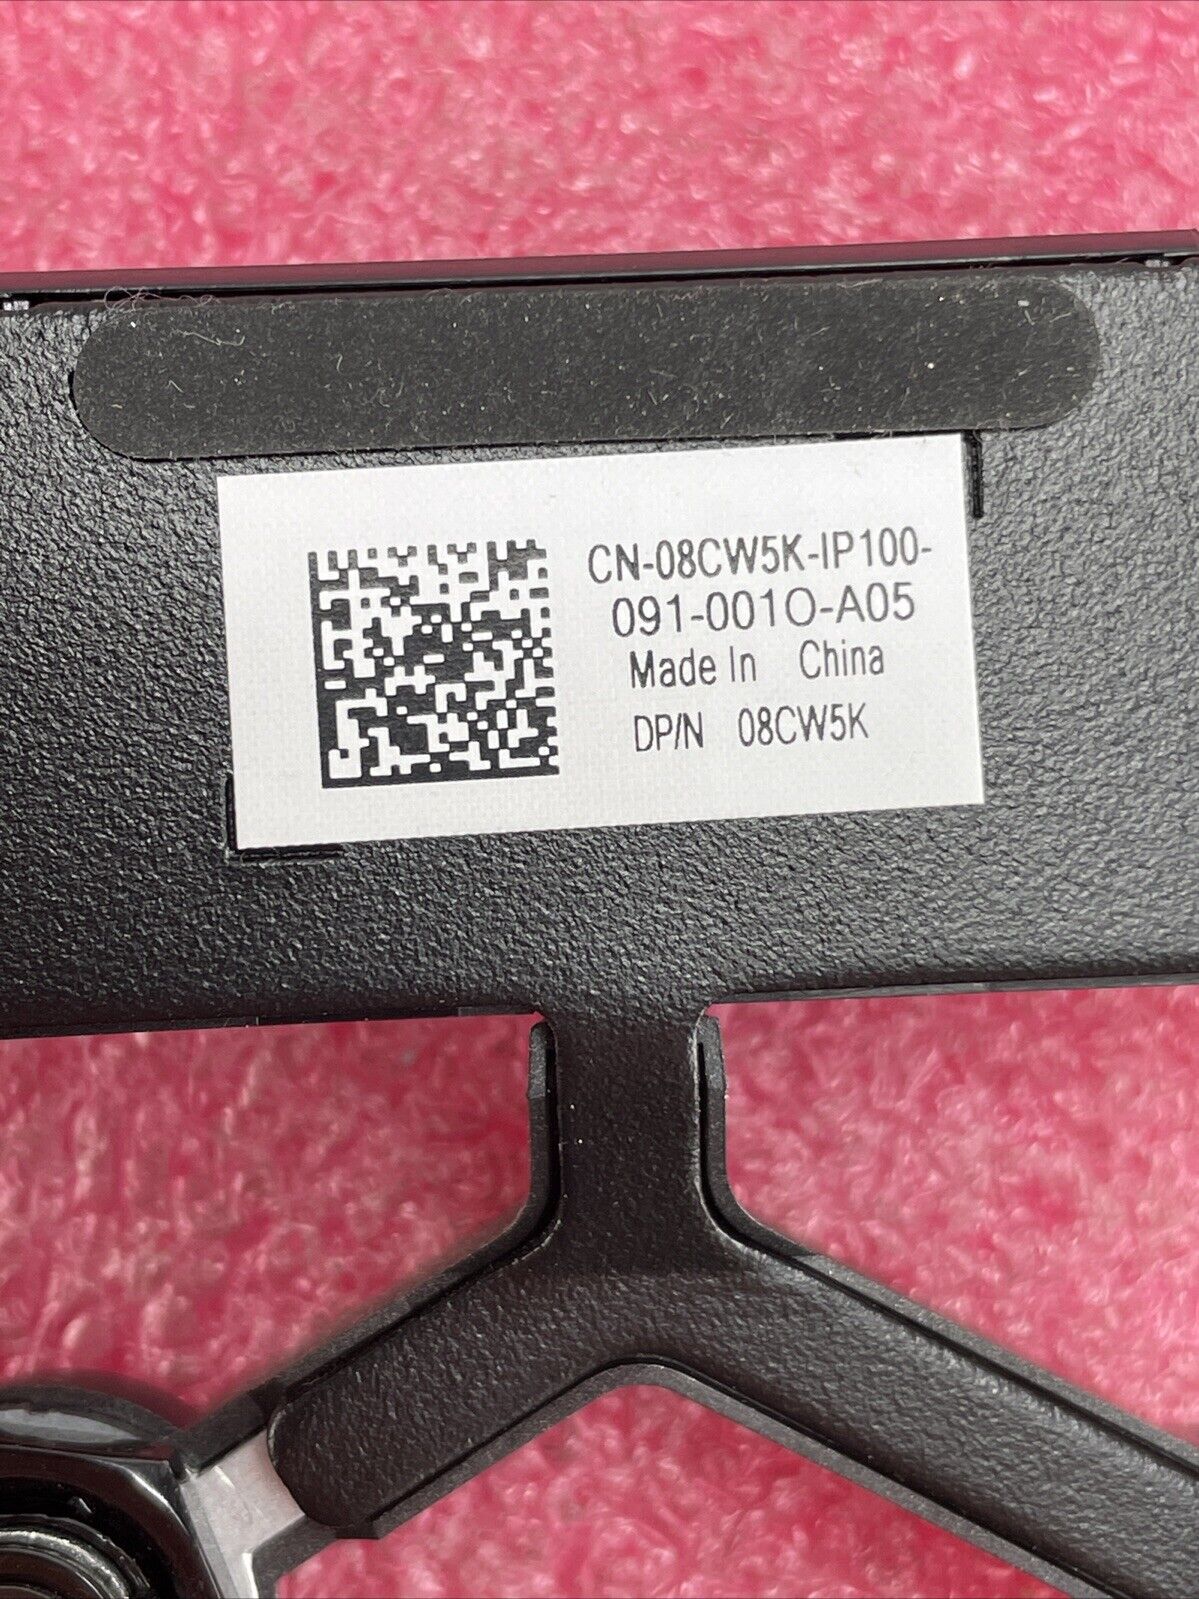 CN-08CW5K-IP100-
091-001O-A05
Made In China
DP/N 08CW5K